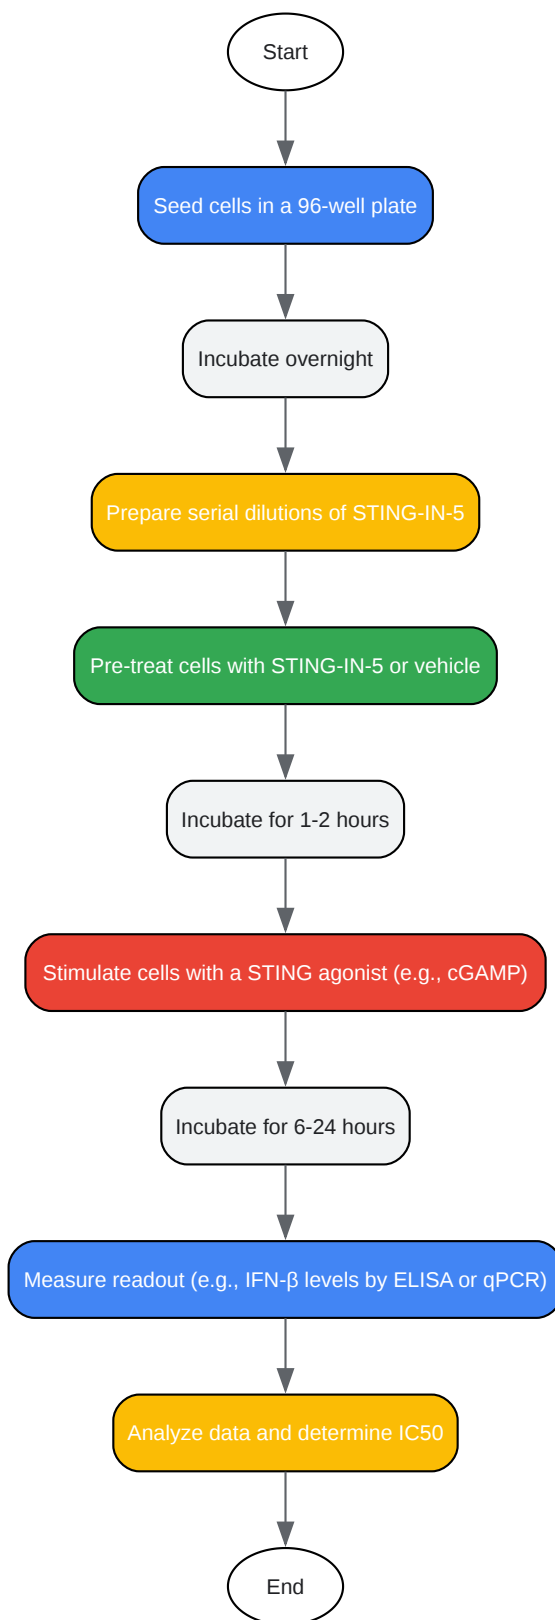 Start
Seed cells in a 96-well plate
Incubate overnight
Prepare serial dilutions of STING-IN-5
Pre-treat cells with STING-IN-5 or vehicle
Incubate for 1-2 hours
Stimulate cells with a STING agonist (e.g., cGAMP)
Incubate for 6-24 hours
Measure readout (e.g., IFN-β levels by ELISA or qPCR)
Analyze data and determine IC50
End